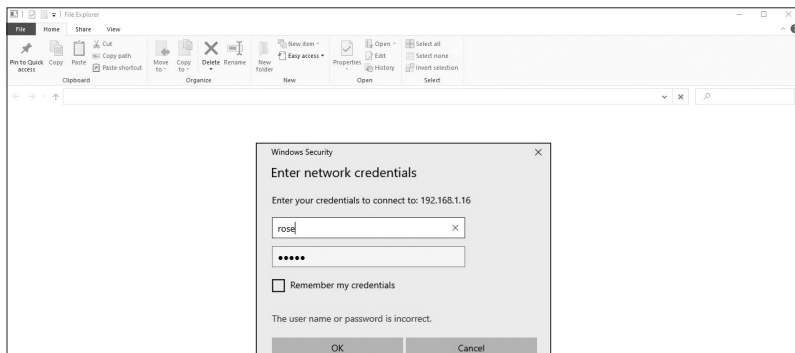 File Explorer
File Home Share View
Pin to Quick access
Copy
Paste
Cut
Copy path
Paste shortcut
Clipboard
Move to
Copy to
Delete
Rename
Organize
New folder
New item
Easy access
New
Properties
Open
Edit
History
Open
Select all
Select none
Invert selection
Select
Windows Security
Enter network credentials
Enter your credentials to connect to: 192.168.1.16
rose
•••••
Remember my credentials
The user name or password is incorrect.
OK Cancel